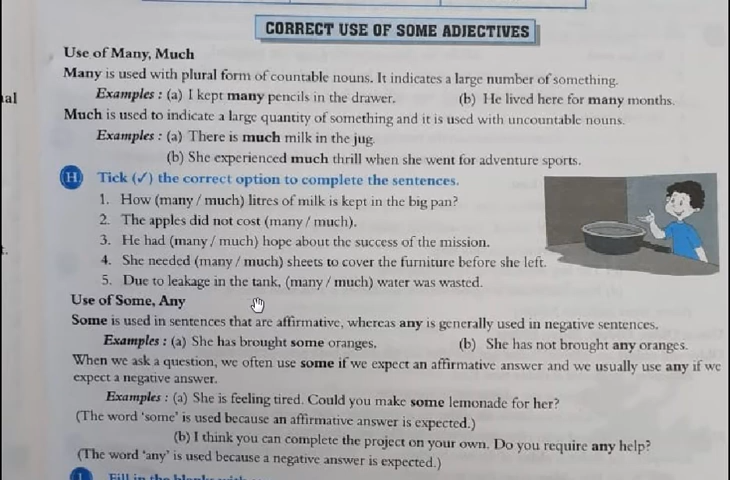 CORRECT USE OF SOME ADJECTIVES
Use of Many, Much
Many is used with plural form of countable nouns. It indicates a large number of something.
Examples : (a) I kept many pencils in the drawer. (b) He lived here for many months.
Much is used to indicate a large quantity of something and it is used with uncountable nouns.
Examples : (a) There is much milk in the jug.
(b) She experienced much thrill when she went for adventure sports.
H Tick (✓) the correct option to complete the sentences.
1. How (many / much) litres of milk is kept in the big pan?
2. The apples did not cost (many / much).
3. He had (many / much) hope about the success of the mission.
4. She needed (many / much) sheets to cover the furniture before she left.
5. Due to leakage in the tank, (many / much) water was wasted.
Use of Some, Any
Some is used in sentences that are affirmative, whereas any is generally used in negative sentences.
Examples : (a) She has brought some oranges. (b) She has not brought any oranges.
When we ask a question, we often use some if we expect an affirmative answer and we usually use any if we
expect a negative answer.
Examples : (a) She is feeling tired. Could you make some lemonade for her?
(The word ‘some’ is used because an affirmative answer is expected.)
(b) I think you can complete the project on your own. Do you require any help?
(The word ‘any’ is used because a negative answer is expected.)
Fill in the blanks with